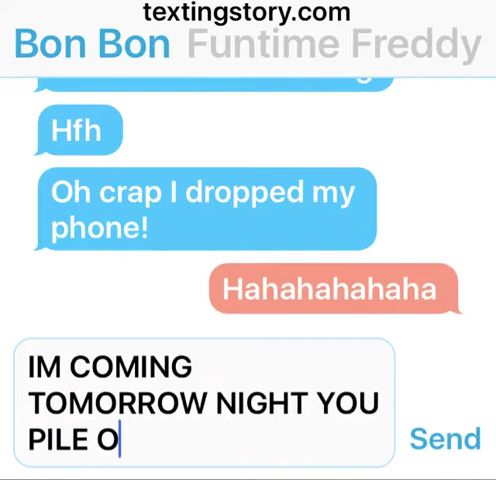 textingstory.com
Bon Bon Funtime Freddy
Hfh
Oh crap I dropped my
phone!
Hahahahahaha
IM COMING
TOMORROW NIGHT YOU
PILE O
Send